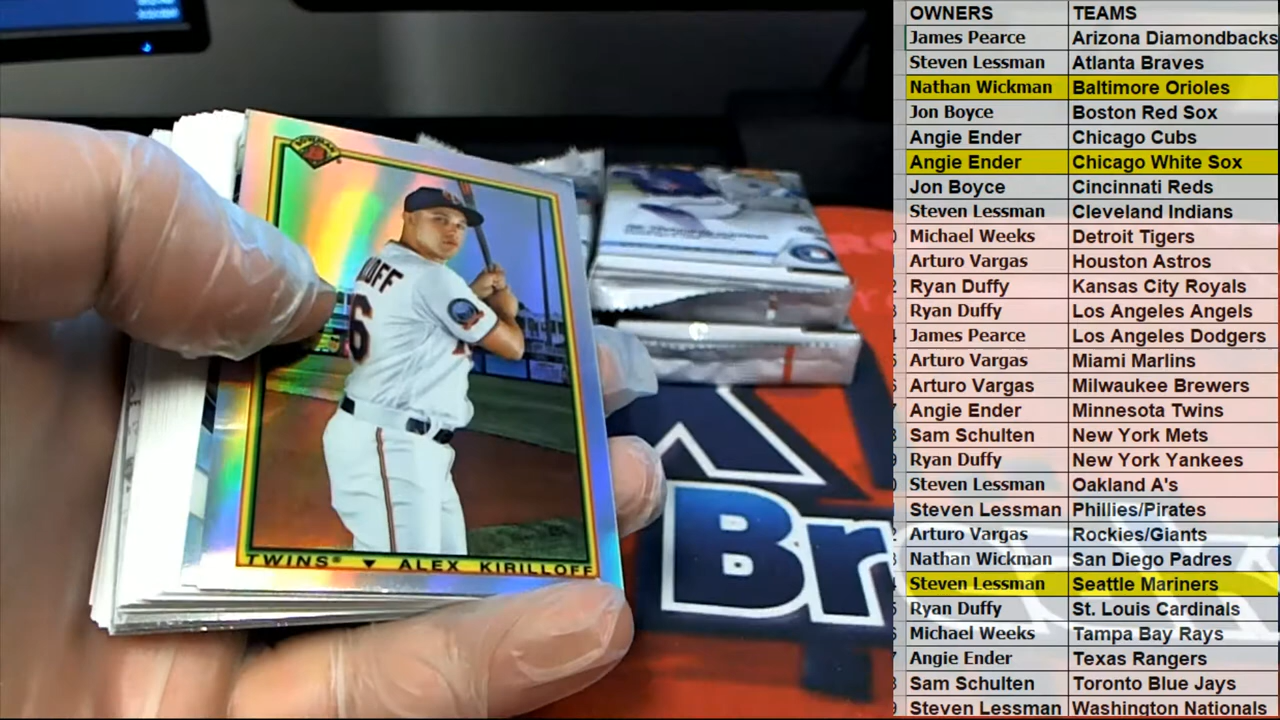 OWNERS TEAMS
James Pearce Arizona Diamondbacks
Steven Lessman Atlanta Braves
Nathan Wickman Baltimore Orioles
Jon Boyce Boston Red Sox
Angie Ender Chicago Cubs
Angie Ender Chicago White Sox
Jon Boyce Cincinnati Reds
Steven Lessman Cleveland Indians
Michael Weeks Detroit Tigers
Arturo Vargas Houston Astros
Ryan Duffy Kansas City Royals
Ryan Duffy Los Angeles Angels
James Pearce Los Angeles Dodgers
Arturo Vargas Miami Marlins
Arturo Vargas Milwaukee Brewers
Angie Ender Minnesota Twins
Sam Schulten New York Mets
Ryan Duffy New York Yankees
Steven Lessman Oakland A's
Steven Lessman Phillies/Pirates
Arturo Vargas Rockies/Giants
Nathan Wickman San Diego Padres
Steven Lessman Seattle Mariners
Ryan Duffy St. Louis Cardinals
Michael Weeks Tampa Bay Rays
Angie Ender Texas Rangers
Sam Schulten Toronto Blue Jays
Steven Lessman Washington Nationals
BOWMAN
6
TWINS® ▼ ALEX KIRILLOFF
Br